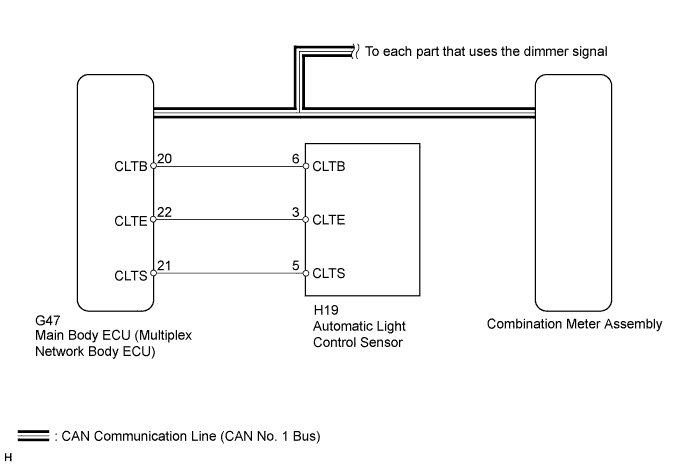 To each part that uses the dimmer signal
CLTB 20 6 CLTB
CLTE 22 3 CLTE
CLTS 21 5 CLTS
G47
Main Body ECU (Multiplex
Network Body ECU)
H19
Automatic Light
Control Sensor
Combination Meter Assembly
: CAN Communication Line (CAN No. 1 Bus)
H